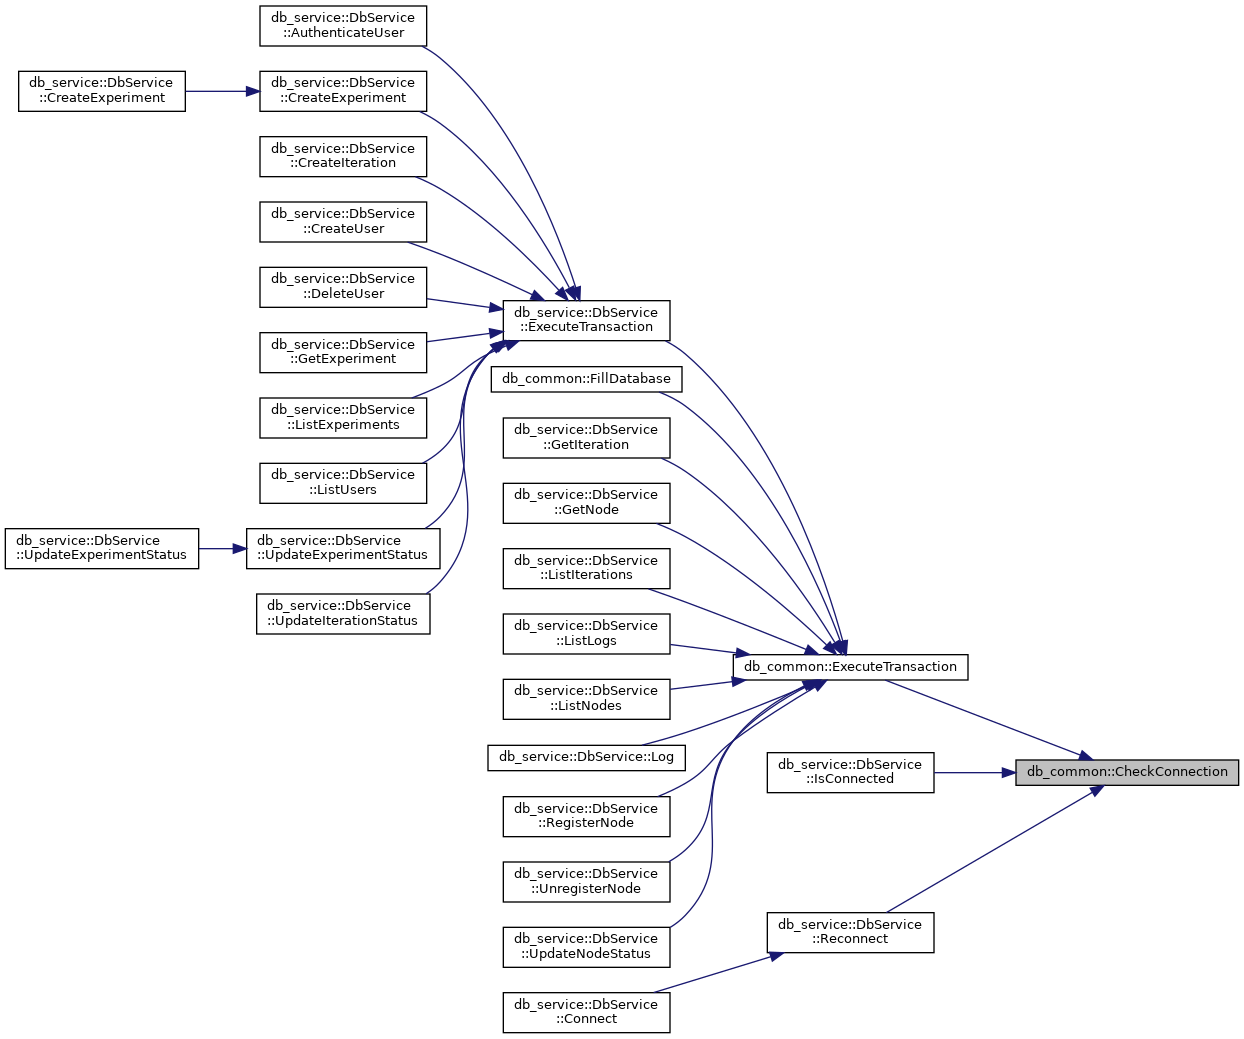 db_service::DbService
::AuthenticateUser
db_service::DbService
::CreateExperiment
db_service::DbService
::CreateExperiment
db_service::DbService
::CreateIteration
db_service::DbService
::CreateUser
db_service::DbService
::DeleteUser
db_service::DbService
::ExecuteTransaction
db_service::DbService
::GetExperiment
db_common::FillDatabase
db_service::DbService
::ListExperiments
db_service::DbService
::GetIteration
db_service::DbService
::ListUsers
db_service::DbService
::GetNode
db_service::DbService
::UpdateExperimentStatus
db_service::DbService
::UpdateExperimentStatus
db_service::DbService
::ListIterations
db_service::DbService
::UpdateIterationStatus
db_service::DbService
::ListLogs
db_common::ExecuteTransaction
db_service::DbService
::ListNodes
db_service::DbService::Log
db_service::DbService
::IsConnected
db_common::CheckConnection
db_service::DbService
::RegisterNode
db_service::DbService
::UnregisterNode
db_service::DbService
::Reconnect
db_service::DbService
::UpdateNodeStatus
db_service::DbService
::Connect